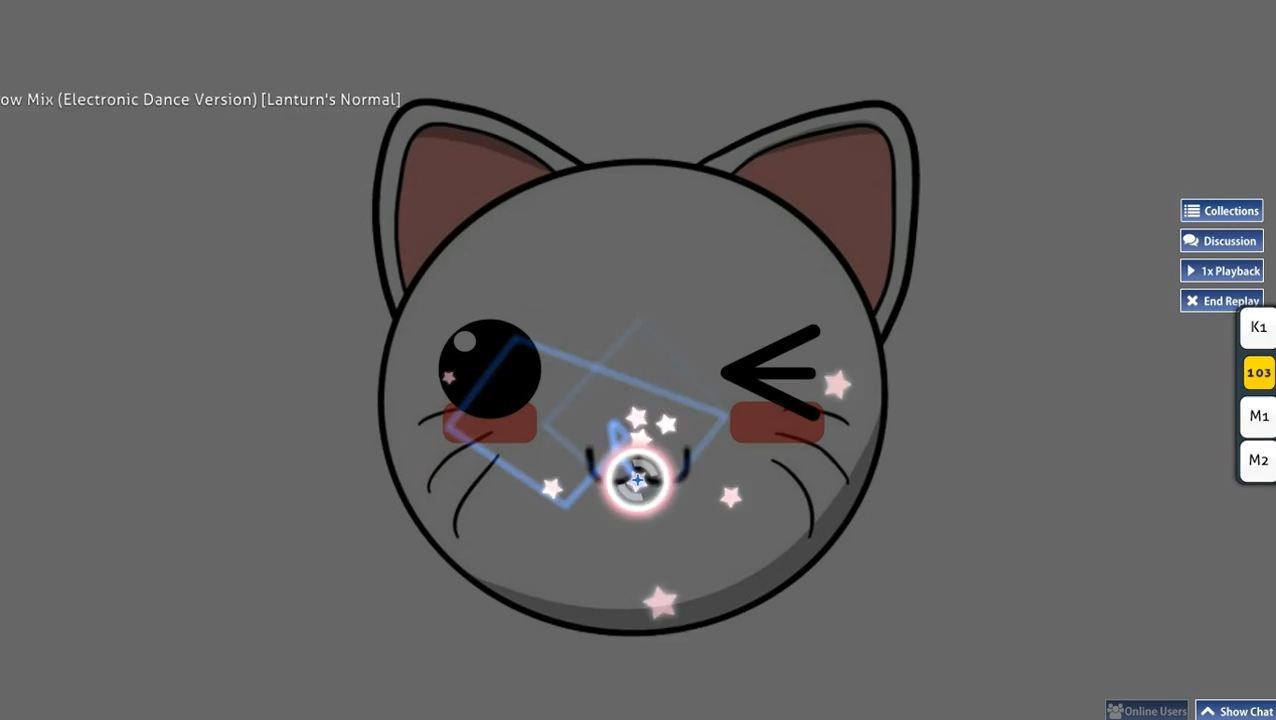 ow Mix (Electronic Dance Version) [Lanturn's Normal]
Collections
Discussion
1x Playback
End Replay
K1
103
M1
M2
Online Users
Show Chat